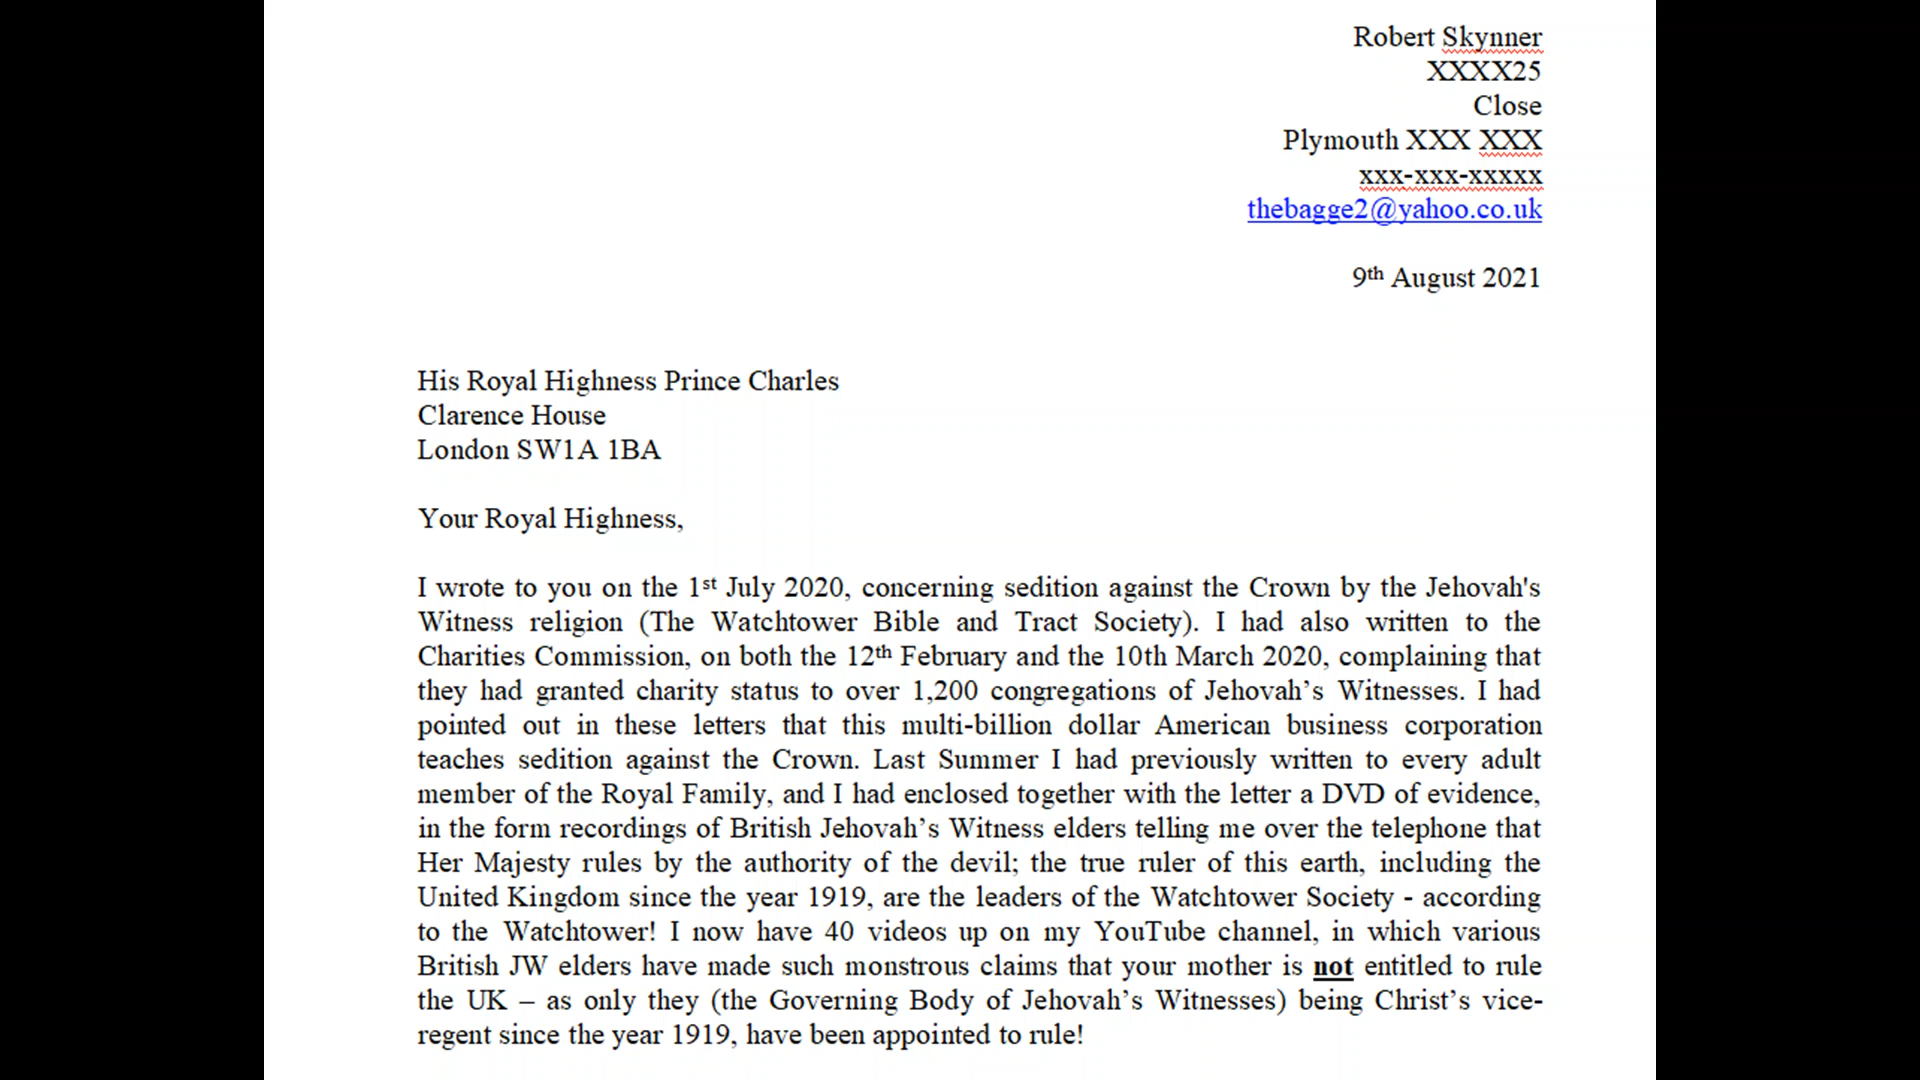 Robert Skynner
XXXX25
Close
Plymouth XXX XXX
xxx-xxx-xxxxx
thebagge2@yahoo.co.uk
9th August 2021
His Royal Highness Prince Charles
Clarence House
London SW1A 1BA
Your Royal Highness,
I wrote to you on the 1st July 2020, concerning sedition against the Crown by the Jehovah's
Witness religion (The Watchtower Bible and Tract Society). I had also written to the
Charities Commission, on both the 12th February and the 10th March 2020, complaining that
they had granted charity status to over 1,200 congregations of Jehovah’s Witnesses. I had
pointed out in these letters that this multi-billion dollar American business corporation
teaches sedition against the Crown. Last Summer I had previously written to every adult
member of the Royal Family, and I had enclosed together with the letter a DVD of evidence,
in the form recordings of British Jehovah’s Witness elders telling me over the telephone that
Her Majesty rules by the authority of the devil; the true ruler of this earth, including the
United Kingdom since the year 1919, are the leaders of the Watchtower Society - according
to the Watchtower! I now have 40 videos up on my YouTube channel, in which various
British JW elders have made such monstrous claims that your mother is not entitled to rule
the UK – as only they (the Governing Body of Jehovah’s Witnesses) being Christ’s vice-
regent since the year 1919, have been appointed to rule!